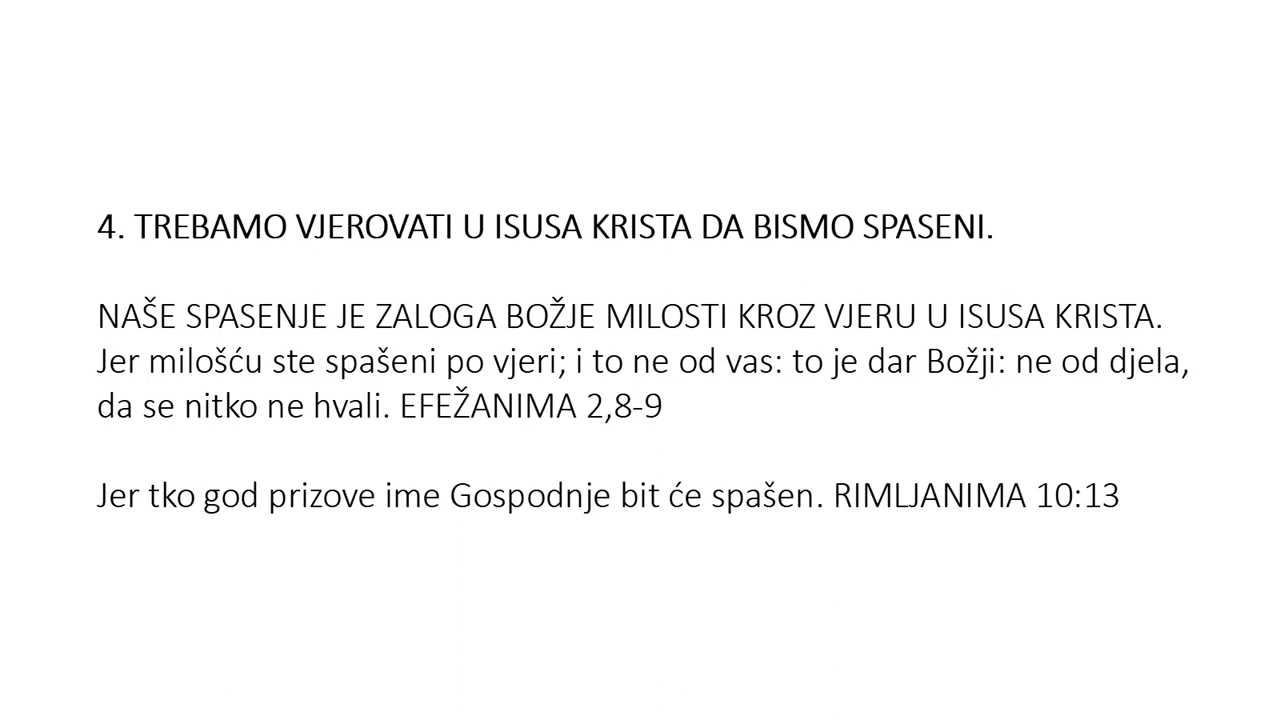 4. TREBAMO VJEROVATI U ISUSA KRISTA DA BISMO SPASENI.
NAŠE SPASENJE JE ZALOGA BOŽJE MILOSTI KROZ VJERU U ISUSA KRISTA.
Jer milošću ste spašeni po vjeri; i to ne od vas: to je dar Božji: ne od djela,
da se nitko ne hvali. EFEŽANIMA 2,8-9
Jer tko god prizove ime Gospodnje bit će spašen. RIMLJANIMA 10:13